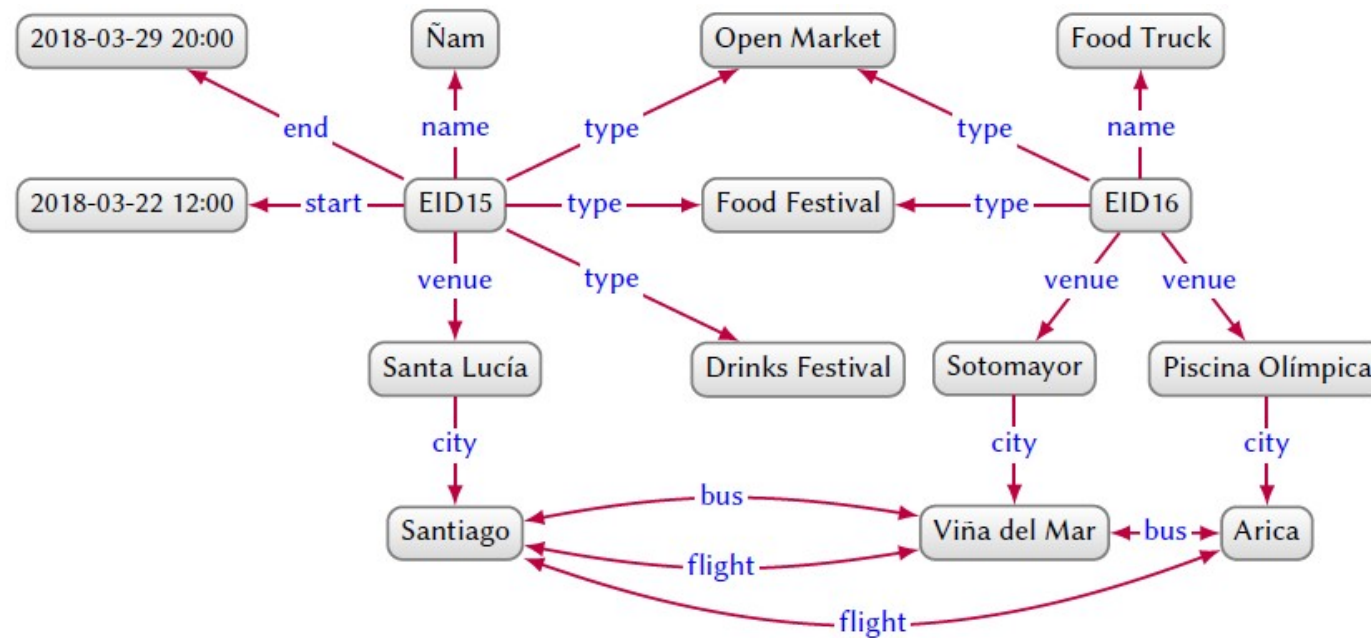 2018-03-29 20:00
Ñam
Open Market
Food Truck
end
name
type
type
name
2018-03-22 12:00
start
EID15
type
Food Festival
type
EID16
venue
type
venue
venue
Santa Lucía
Drinks Festival
Sotomayor
Piscina Olímpica
city
city
city
bus
Santiago
Viña del Mar
bus
Arica
flight
flight